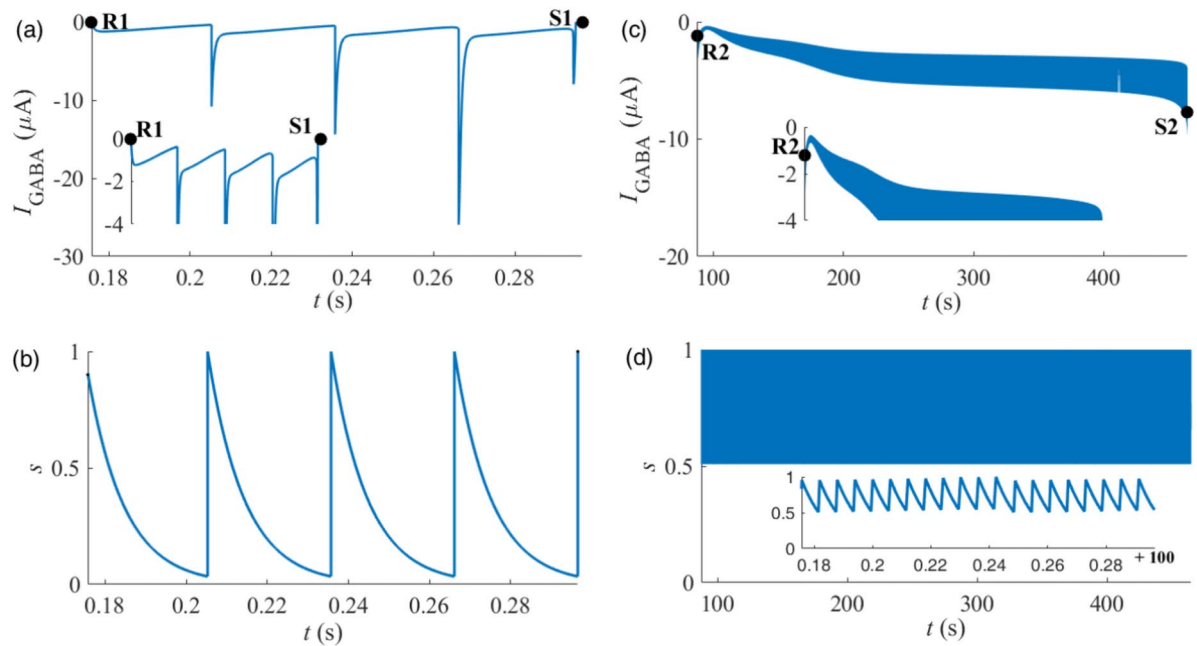 (a)
0
R1
S1
-10
-20
-30
I_GABA (μA)
0
R1
S1
-2
-4
0.18 0.2 0.22 0.24 0.26 0.28
t (s)
(c)
0
R2
S2
-10
-20
I_GABA (μA)
0
R2
-2
-4
100 200 300 400
t (s)
(b)
1
0.5
0
s
0.18 0.2 0.22 0.24 0.26 0.28
t (s)
(d)
1
0.5
0
s
1
0.5
0
0.18 0.2 0.22 0.24 0.26 0.28 + 100
100 200 300 400
t (s)